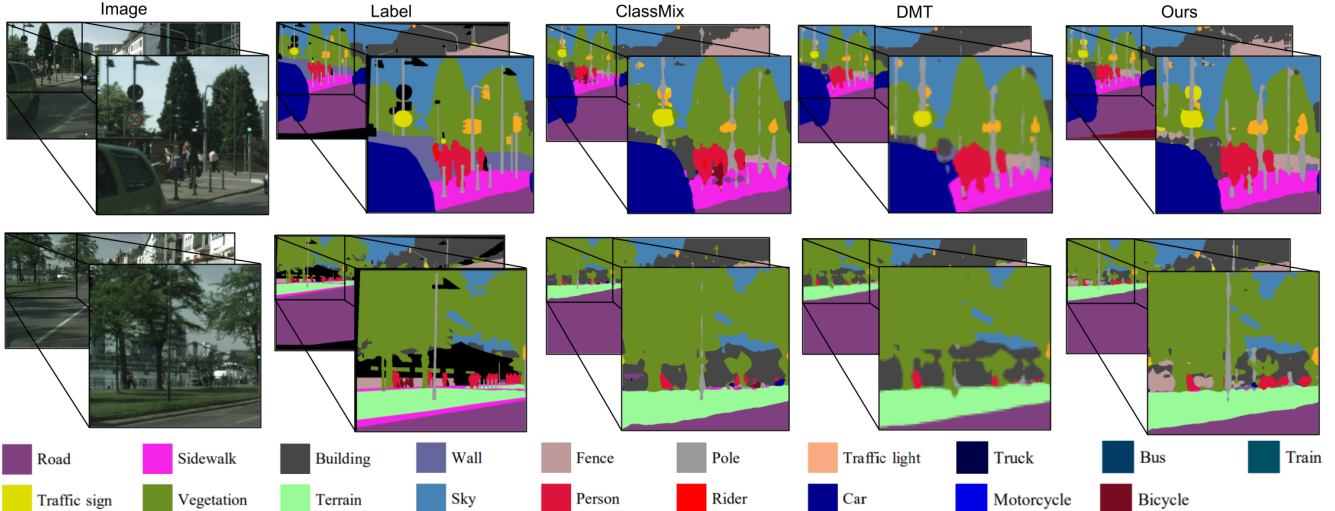 Image Label ClassMix DMT Ours
Road Sidewalk Building Wall Fence Pole Traffic light Truck Bus Train
Traffic sign Vegetation Terrain Sky Person Rider Car Motorcycle Bicycle